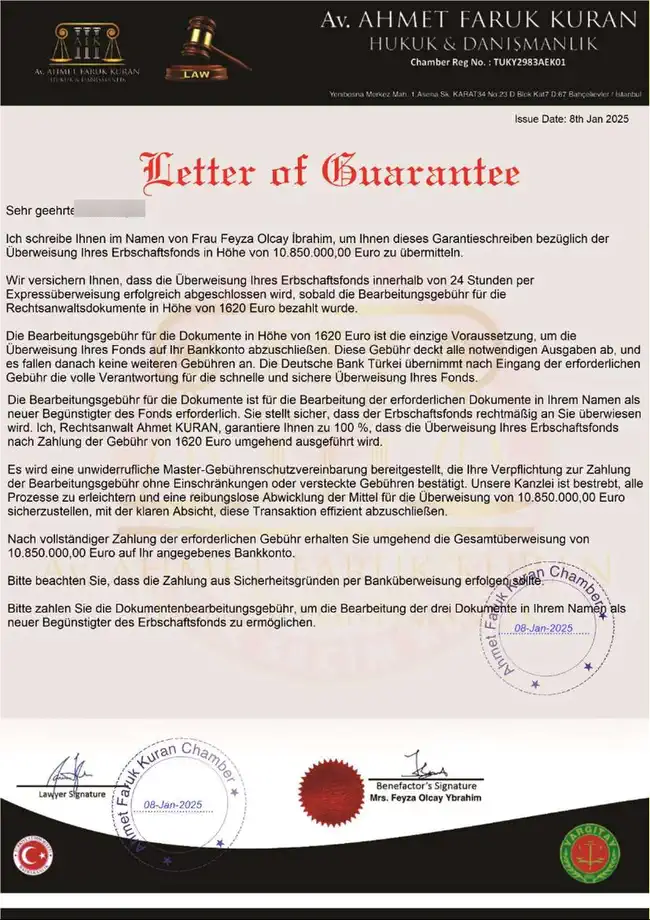 AFK
Av. AHMET FARUK KURAN
HUKUK & DANIŞMANLIK
LAW
Av. AHMET FARUK KURAN
HUKUK & DANIŞMANLIK
Chamber Reg No. : TUKY2983AEK01
Yenibosna Merkez Mah. 1.Asena Sk. KARAT34 No:23 D Blok Kat7 D:67 Bahçelievler / İstanbul
Issue Date: 8th Jan 2025
Letter of Guarantee
Sehr geehrte
Ich schreibe Ihnen im Namen von Frau Feyza Olcay İbrahim, um Ihnen dieses Garantieschreiben bezüglich der
Überweisung Ihres Erbschaftsfonds in Höhe von 10.850.000,00 Euro zu übermitteln.
Wir versichern Ihnen, dass die Überweisung Ihres Erbschaftsfonds innerhalb von 24 Stunden per
Expressüberweisung erfolgreich abgeschlossen wird, sobald die Bearbeitungsgebühr für die
Rechtsanwaltsdokumente in Höhe von 1620 Euro bezahlt wurde.
Die Bearbeitungsgebühr für die Dokumente in Höhe von 1620 Euro ist die einzige Voraussetzung, um die
Überweisung Ihres Fonds auf Ihr Bankkonto abzuschließen. Diese Gebühr deckt alle notwendigen Ausgaben ab, und
es fallen danach keine weiteren Gebühren an. Die Deutsche Bank Türkei übernimmt nach Eingang der erforderlichen
Gebühr die volle Verantwortung für die schnelle und sichere Überweisung Ihres Fonds.
Die Bearbeitungsgebühr für die Dokumente ist für die Bearbeitung der erforderlichen Dokumente in Ihrem Namen als
neuer Begünstigter des Fonds erforderlich. Sie stellt sicher, dass der Erbschaftsfonds rechtmäßig an Sie überwiesen
wird. Ich, Rechtsanwalt Ahmet KURAN, garantiere Ihnen zu 100 %, dass die Überweisung Ihres Erbschaftsfonds
nach Zahlung der Gebühr von 1620 Euro umgehend ausgeführt wird.
Es wird eine unwiderrufliche Master-Gebührenschutzvereinbarung bereitgestellt, die Ihre Verpflichtung zur Zahlung
der Bearbeitungsgebühr ohne Einschränkungen oder versteckte Gebühren bestätigt. Unsere Kanzlei ist bestrebt, alle
Prozesse zu erleichtern und eine reibungslose Abwicklung der Mittel für die Überweisung von 10.850.000,00 Euro
sicherzustellen, mit der klaren Absicht, diese Transaktion effizient abzuschließen.
Nach vollständiger Zahlung der erforderlichen Gebühr erhalten Sie umgehend die Gesamtüberweisung von
10.850.000,00 Euro auf Ihr angegebenes Bankkonto.
Bitte beachten Sie, dass die Zahlung aus Sicherheitsgründen per Banküberweisung erfolgen sollte.
Bitte zahlen Sie die Dokumentenbearbeitungsgebühr, um die Bearbeitung der drei Dokumente in Ihrem Namen als
neuer Begünstigter des Erbschaftsfonds zu ermöglichen.
Ahmet Faruk Kuran Chamber
08-Jan-2025
Ahmet Faruk Kuran Chamber
08-Jan-2025
Lawyer Signature
Benefactor's Signature
Mrs. Feyza Olcay Ybrahim
YARGITAY